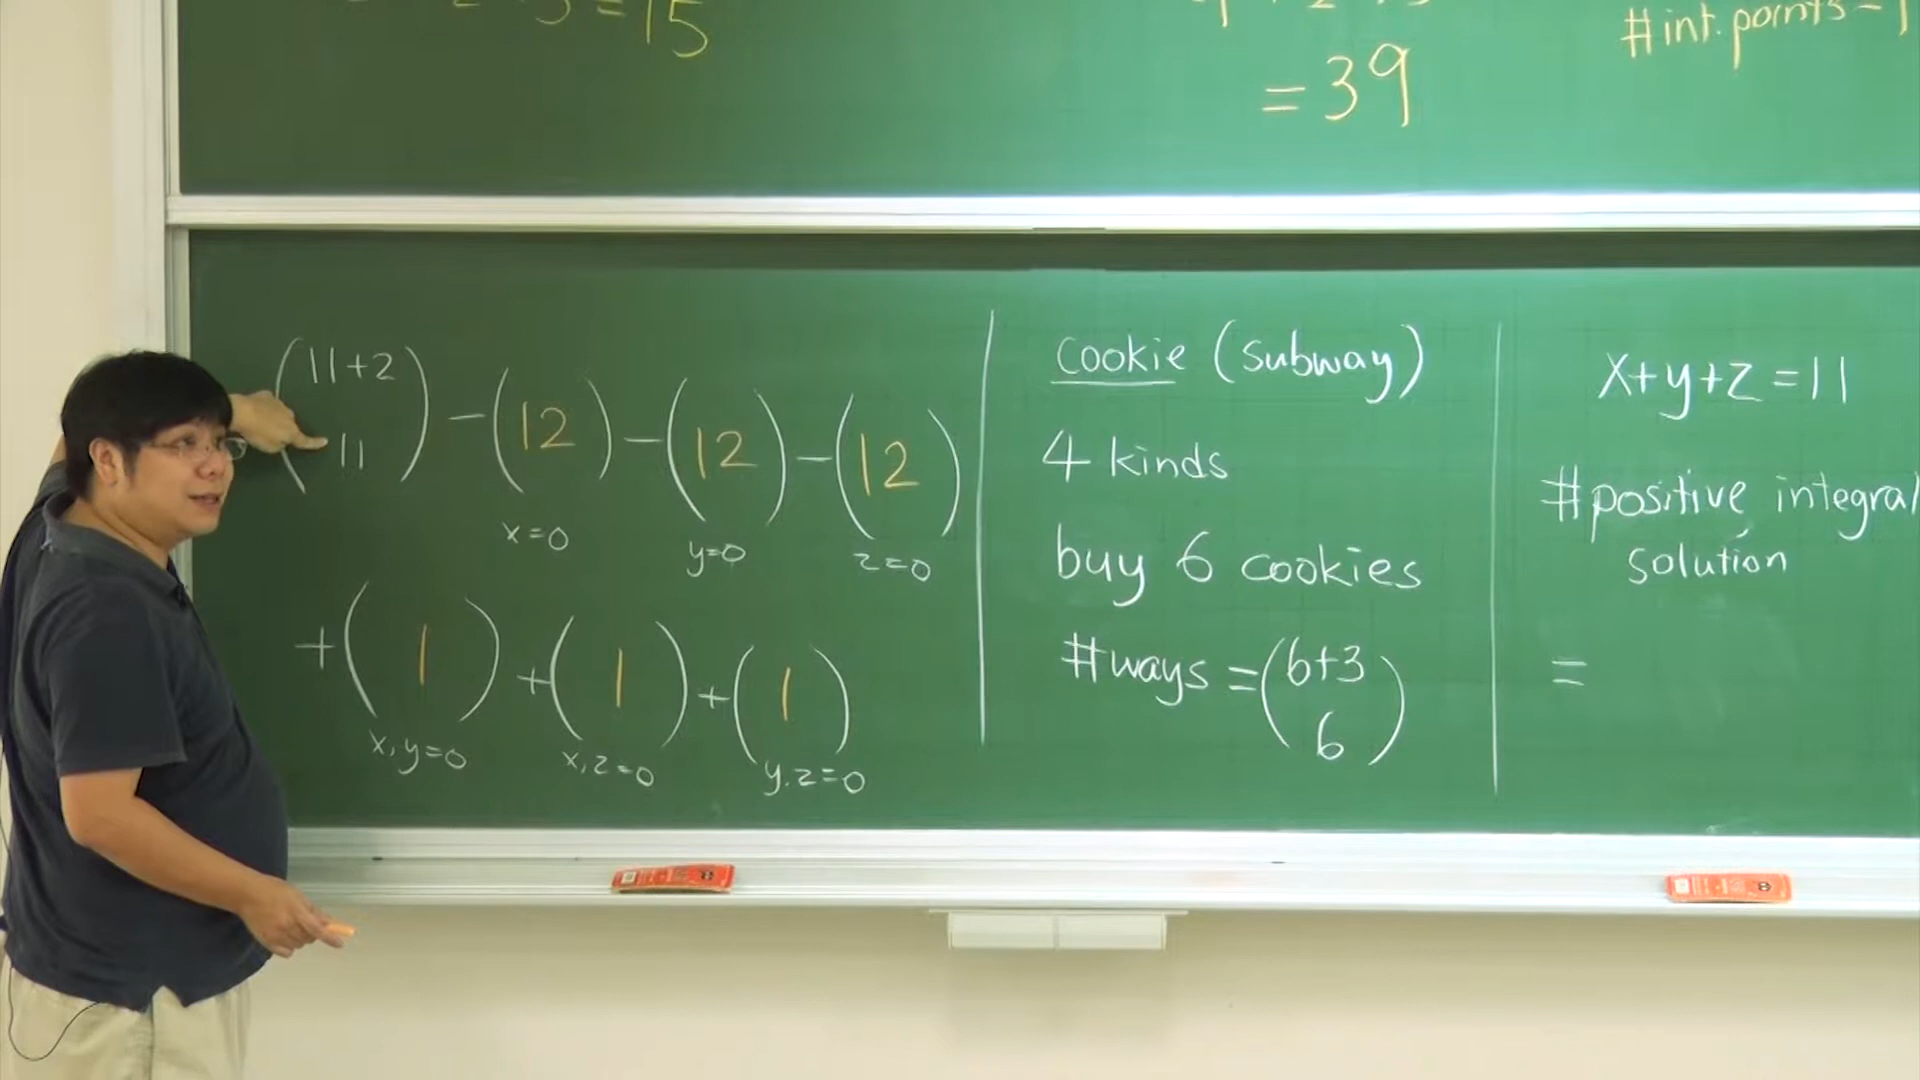 = 15
= 39
#int. points - 1
(11+2
11) - (12) - (12) - (12)
x=0 y=0 z=0
+ (1) + (1) + (1)
x, y=0 x, z=0 y, z=0
cookie (subway)
4 kinds
buy 6 cookies
#ways = (6+3
6)
x+y+z=11
#positive integral
solution
=